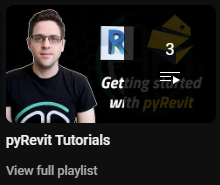 R
3
Getting started
with pyRevit
pyRevit Tutorials
View full playlist